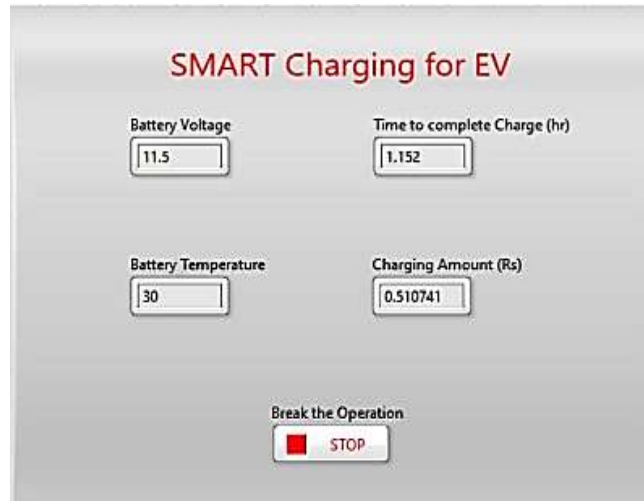 SMART Charging for EV
Battery Voltage
11.5
Time to complete Charge (hr)
1.152
Battery Temperature
30
Charging Amount (Rs)
0.510741
Break the Operation
STOP